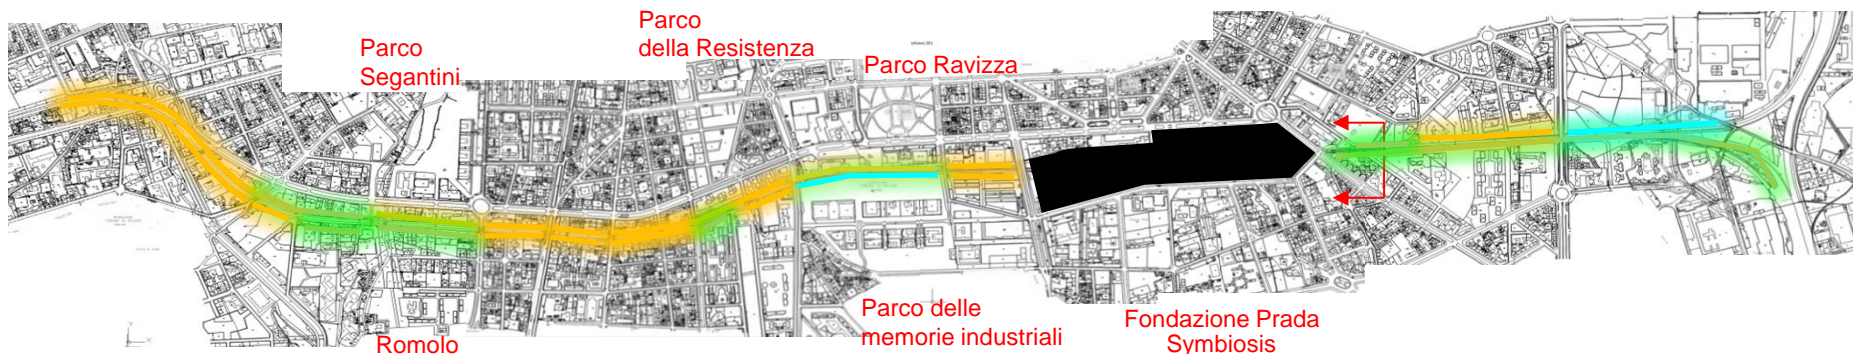 Parco
della Resistenza
Parco
Segantini
Parco Ravizza
Parco delle
memorie industriali
Fondazione Prada
Symbiosis
Romolo